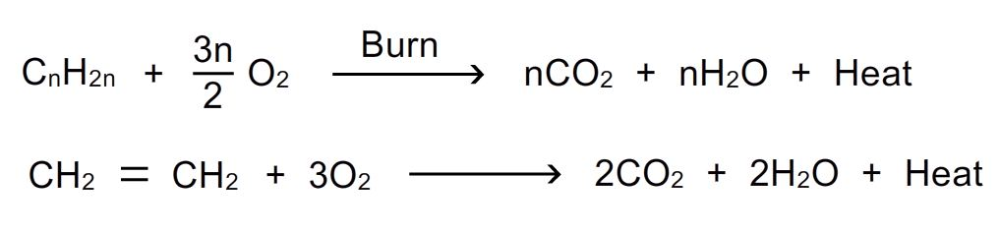 CₙH₂ₙ + 3n/2 O₂ Burn⟶ nCO₂ + nH₂O + Heat
CH₂ = CH₂ + 3O₂ ⟶ 2CO₂ + 2H₂O + Heat